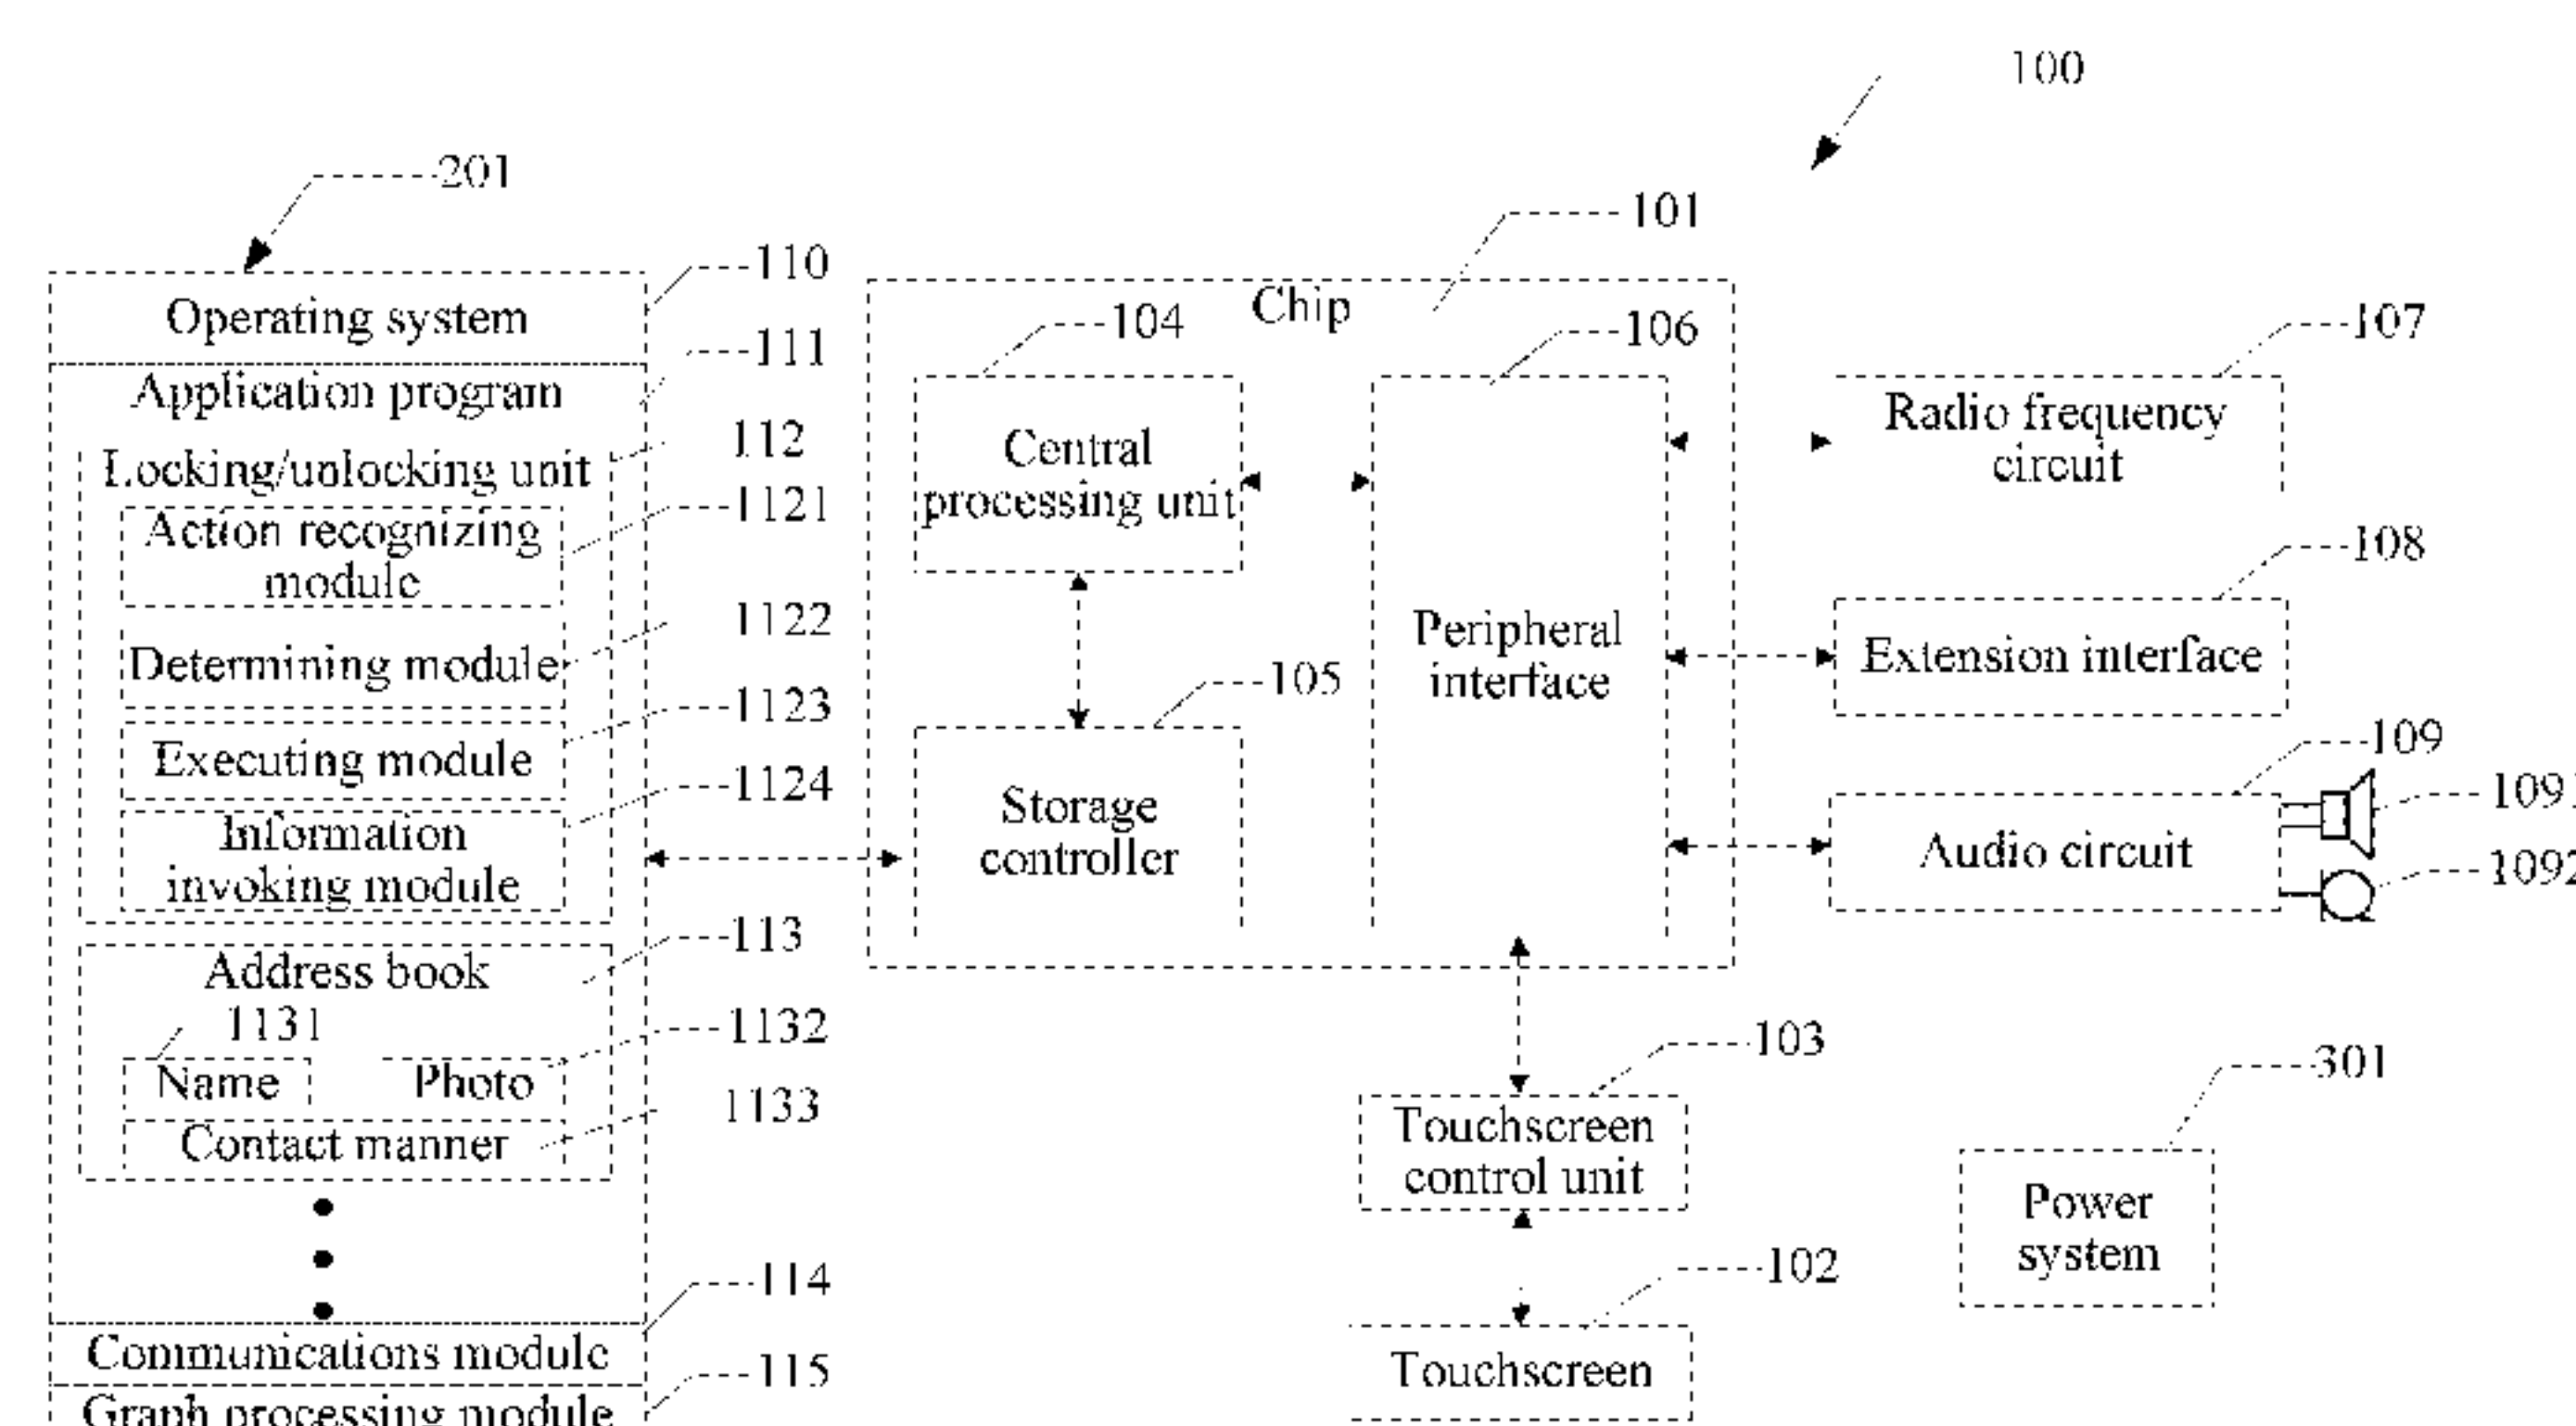 100
201
101
110
Operating system
111
Application program
112
Locking/unlocking unit
1121
Action recognizing
module
1122
Determining module
1123
Executing module
1124
Information
invoking module
113
Address book
1131
1132
Name
Photo
1133
Contact manner
114
Communications module
115
Graph processing module
Chip
104
Central
processing unit
105
Storage
controller
106
Peripheral
interface
107
Radio frequency
circuit
108
Extension interface
109
Audio circuit
1091
1092
103
Touchscreen
control unit
102
Touchscreen
301
Power
system